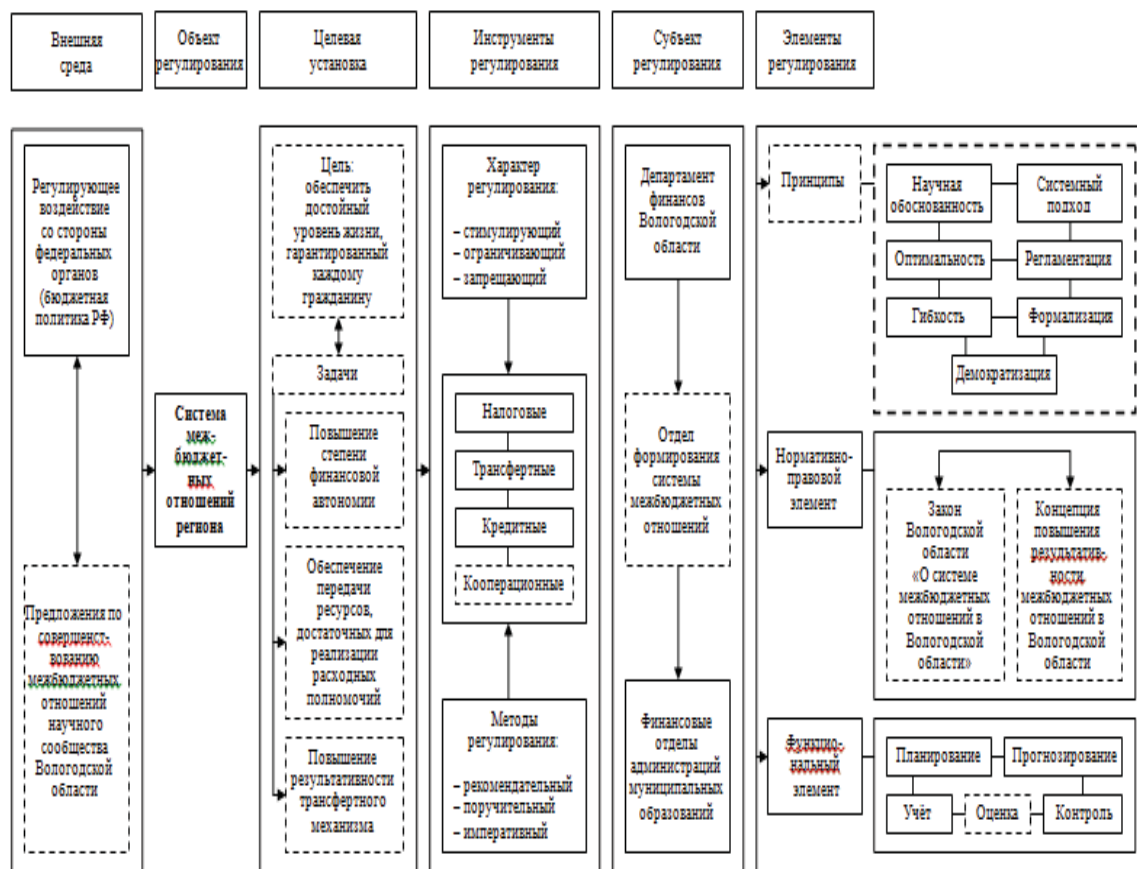 Внешняя
среда
Объект
регулирования
Целевая
установка
Инструменты
регулирования
Субъект
регулирования
Элементы
регулирования
Регулирующее
воздействие
со стороны
федеральных
органов
(бюджетная
политика РФ)
Предложения по
совершенст-
вованию
межбюджетных
отношений
научного
сообщества
Вологодской
области
Система
меж-
бюджет-
ных
отношений
региона
Цель:
обеспечить
достойный
уровень жизни,
гарантированный
каждому
гражданину
Задачи
Повышение
степени
финансовой
автономии
Обеспечение
передачи
ресурсов,
достаточных для
реализации
расходных
полномочий
Повышение
результативности
трансфертного
механизма
Характер
регулирования:
– стимулирующий
– ограничивающий
– запрещающий
Налоговые
Трансфертные
Кредитные
Кооперационные
Методы
регулирования:
– рекомендательный
– поручительный
– императивный
Департамент
финансов
Вологодской
области
Отдел
формирования
системы
межбюджетных
отношений
Финансовые
отделы
администраций
муниципальных
образований
Принципы
Научная
обоснованность
Системный
подход
Оптимальность
Регламентация
Гибкость
Формализация
Демократизация
Нормативно-
правовой
элемент
Закон
Вологодской
области
«О системе
межбюджетных
отношений в
Вологодской
области»
Концепция
повышения
результатив-
ности
межбюджетных
отношений в
Вологодской
области
Функцио-
нальный
элемент
Планирование
Прогнозирование
Учёт
Оценка
Контроль